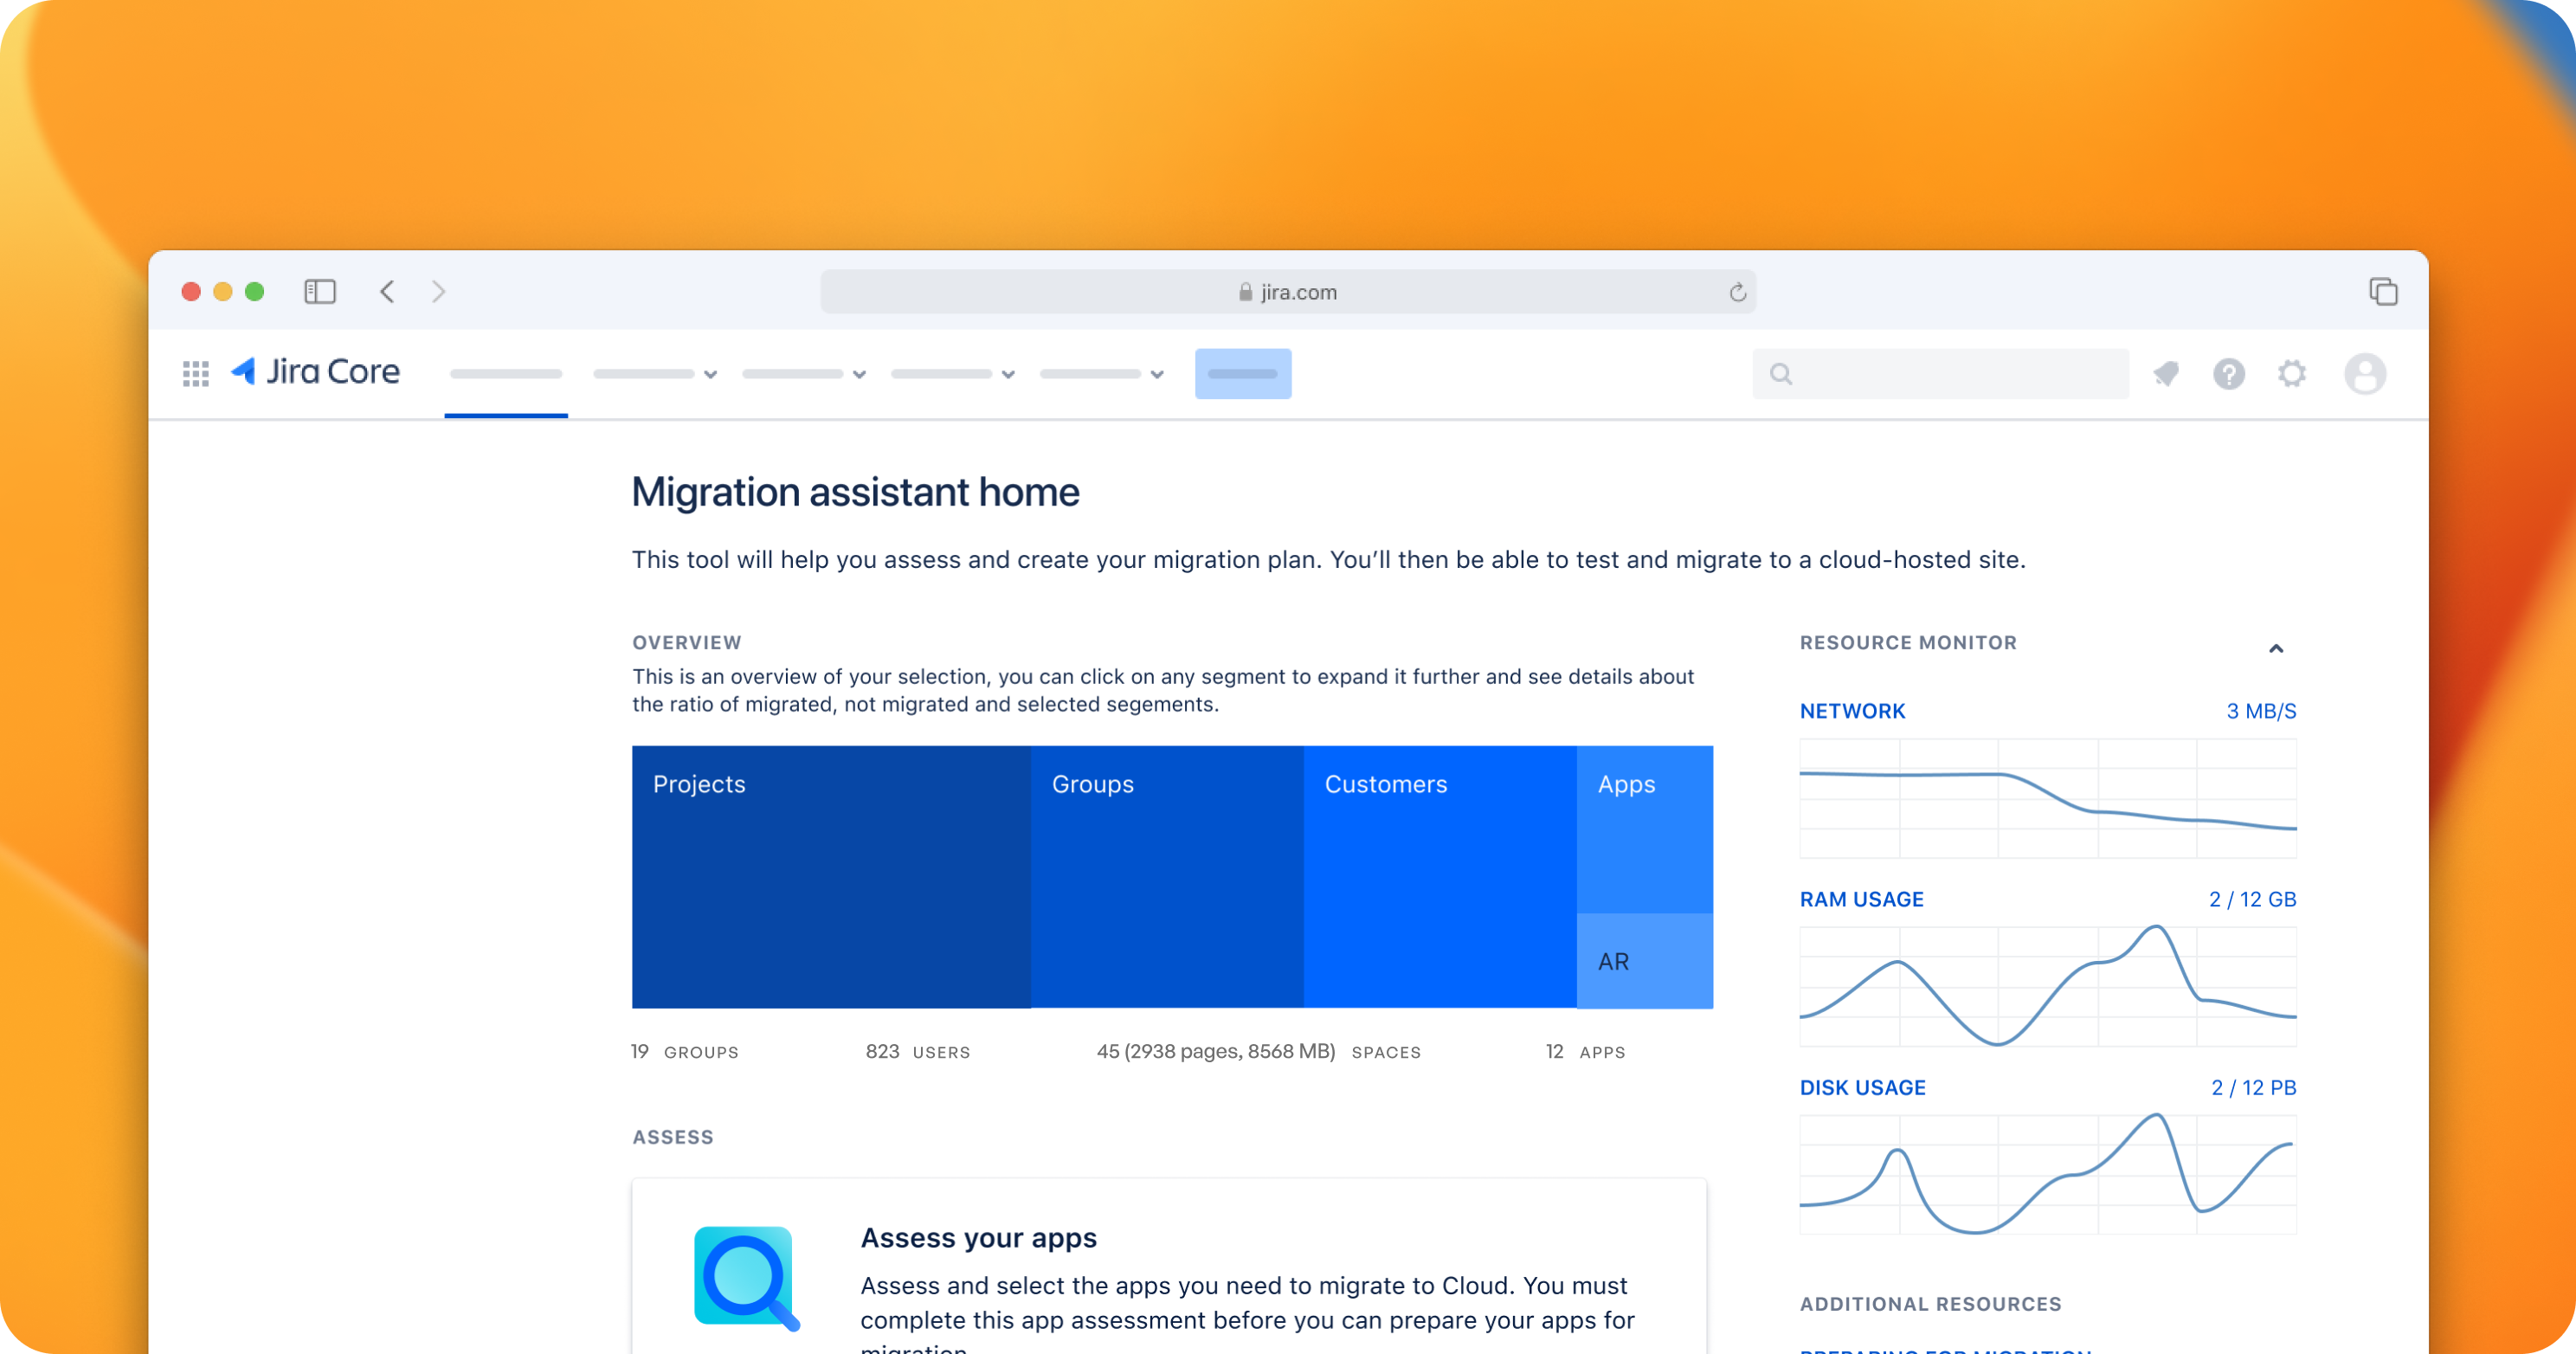 jira.com
Jira Core
Migration assistant home
This tool will help you assess and create your migration plan. You’ll then be able to test and migrate to a cloud-hosted site.
OVERVIEW
This is an overview of your selection, you can click on any segment to expand it further and see details about
the ratio of migrated, not migrated and selected segements.
Projects
Groups
Customers
Apps
AR
19 GROUPS
823 USERS
45 (2938 pages, 8568 MB) SPACES
12 APPS
ASSESS
Assess your apps
Assess and select the apps you need to migrate to Cloud. You must
complete this app assessment before you can prepare your apps for
migration.
RESOURCE MONITOR
NETWORK 3 MB/S
RAM USAGE 2 / 12 GB
DISK USAGE 2 / 12 PB
ADDITIONAL RESOURCES
PREPARING FOR MIGRATION